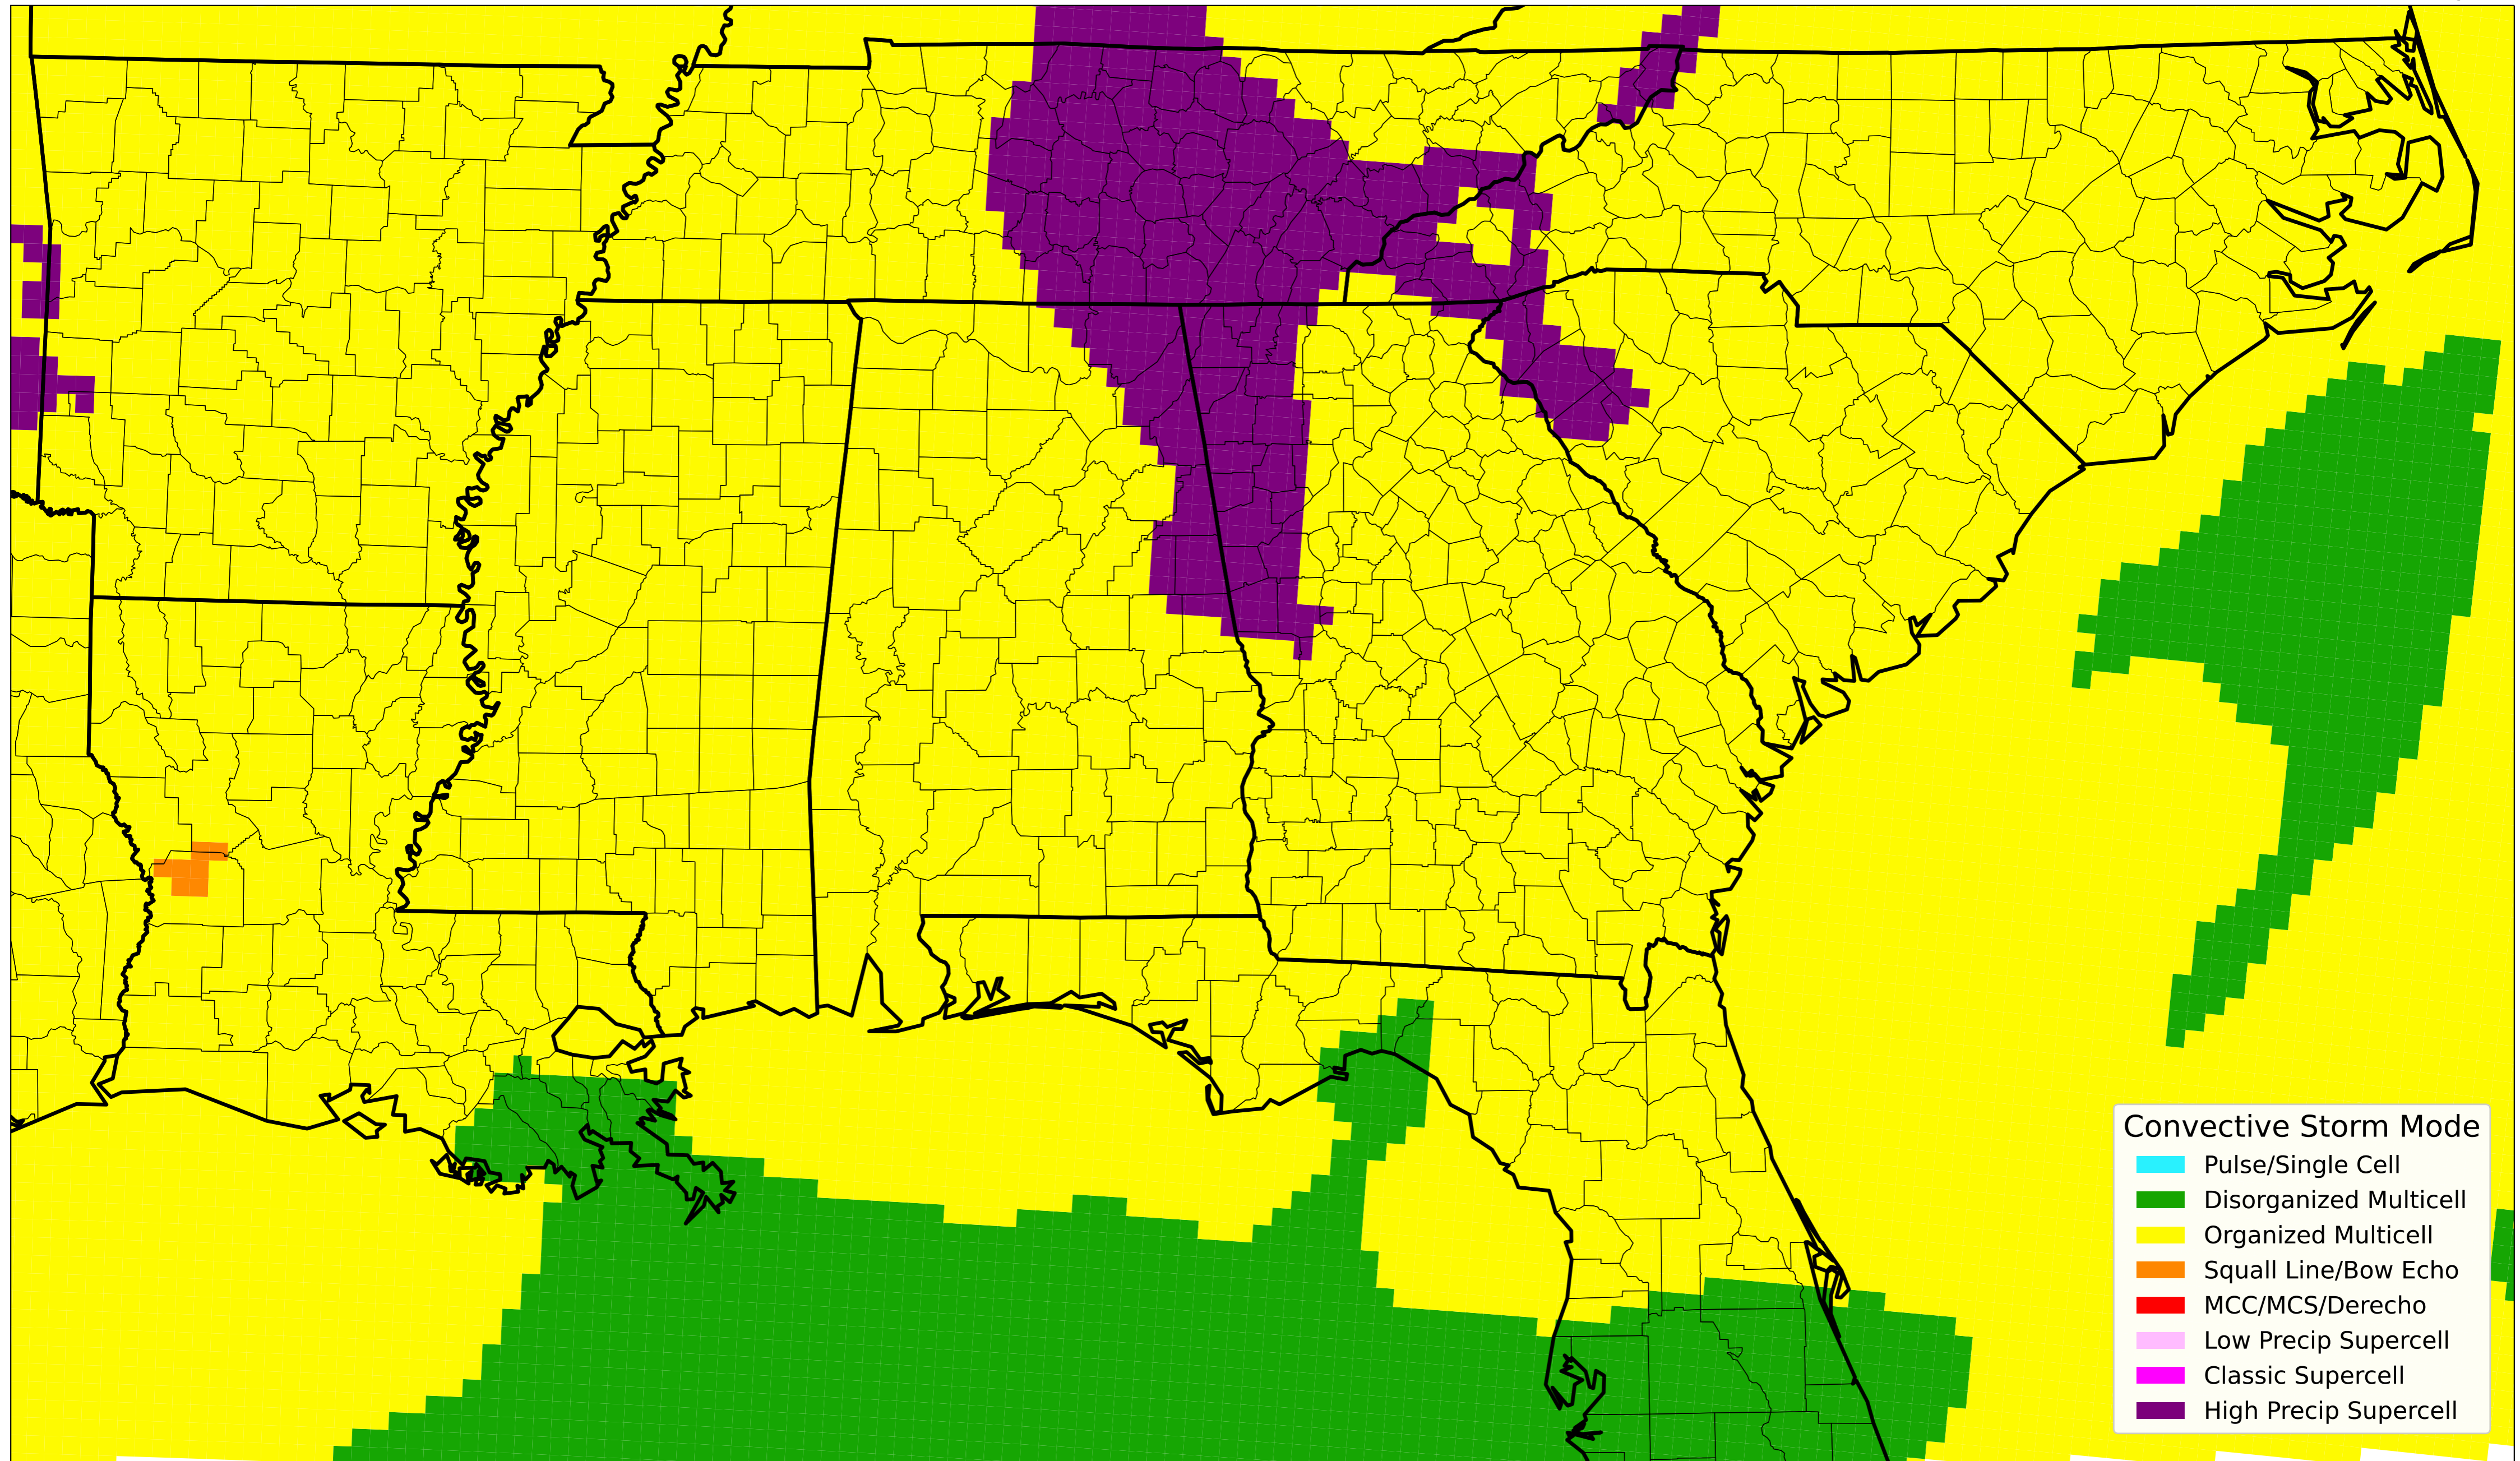 Convective Storm Mode
Pulse/Single Cell
Disorganized Multicell
Organized Multicell
Squall Line/Bow Echo
MCC/MCS/Derecho
Low Precip Supercell
Classic Supercell
High Precip Supercell